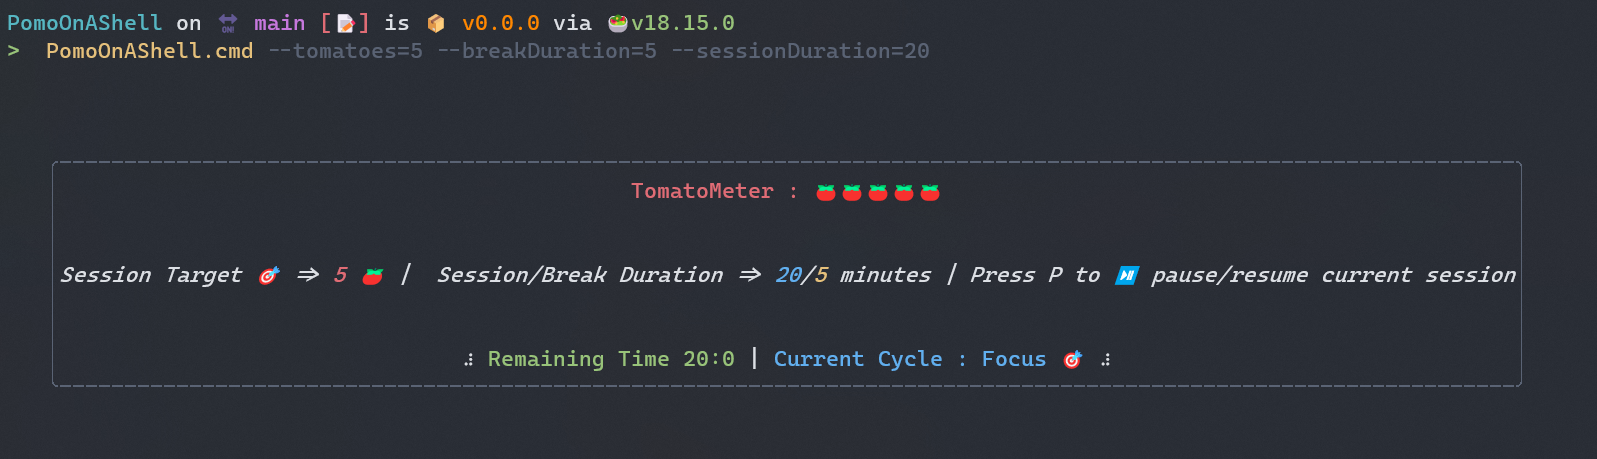 PomoOnAShell on 🔛 main [📝] is 📦 v0.0.0 via 🥗v18.15.0
> PomoOnAShell.cmd --tomatoes=5 --breakDuration=5 --sessionDuration=20
TomatoMeter : 🍅🍅🍅🍅🍅
Session Target 🎯 => 5 🍅 | Session/Break Duration => 20/5 minutes | Press P to ⏯️ pause/resume current session
Remaining Time 20:0 | Current Cycle : Focus 🎯